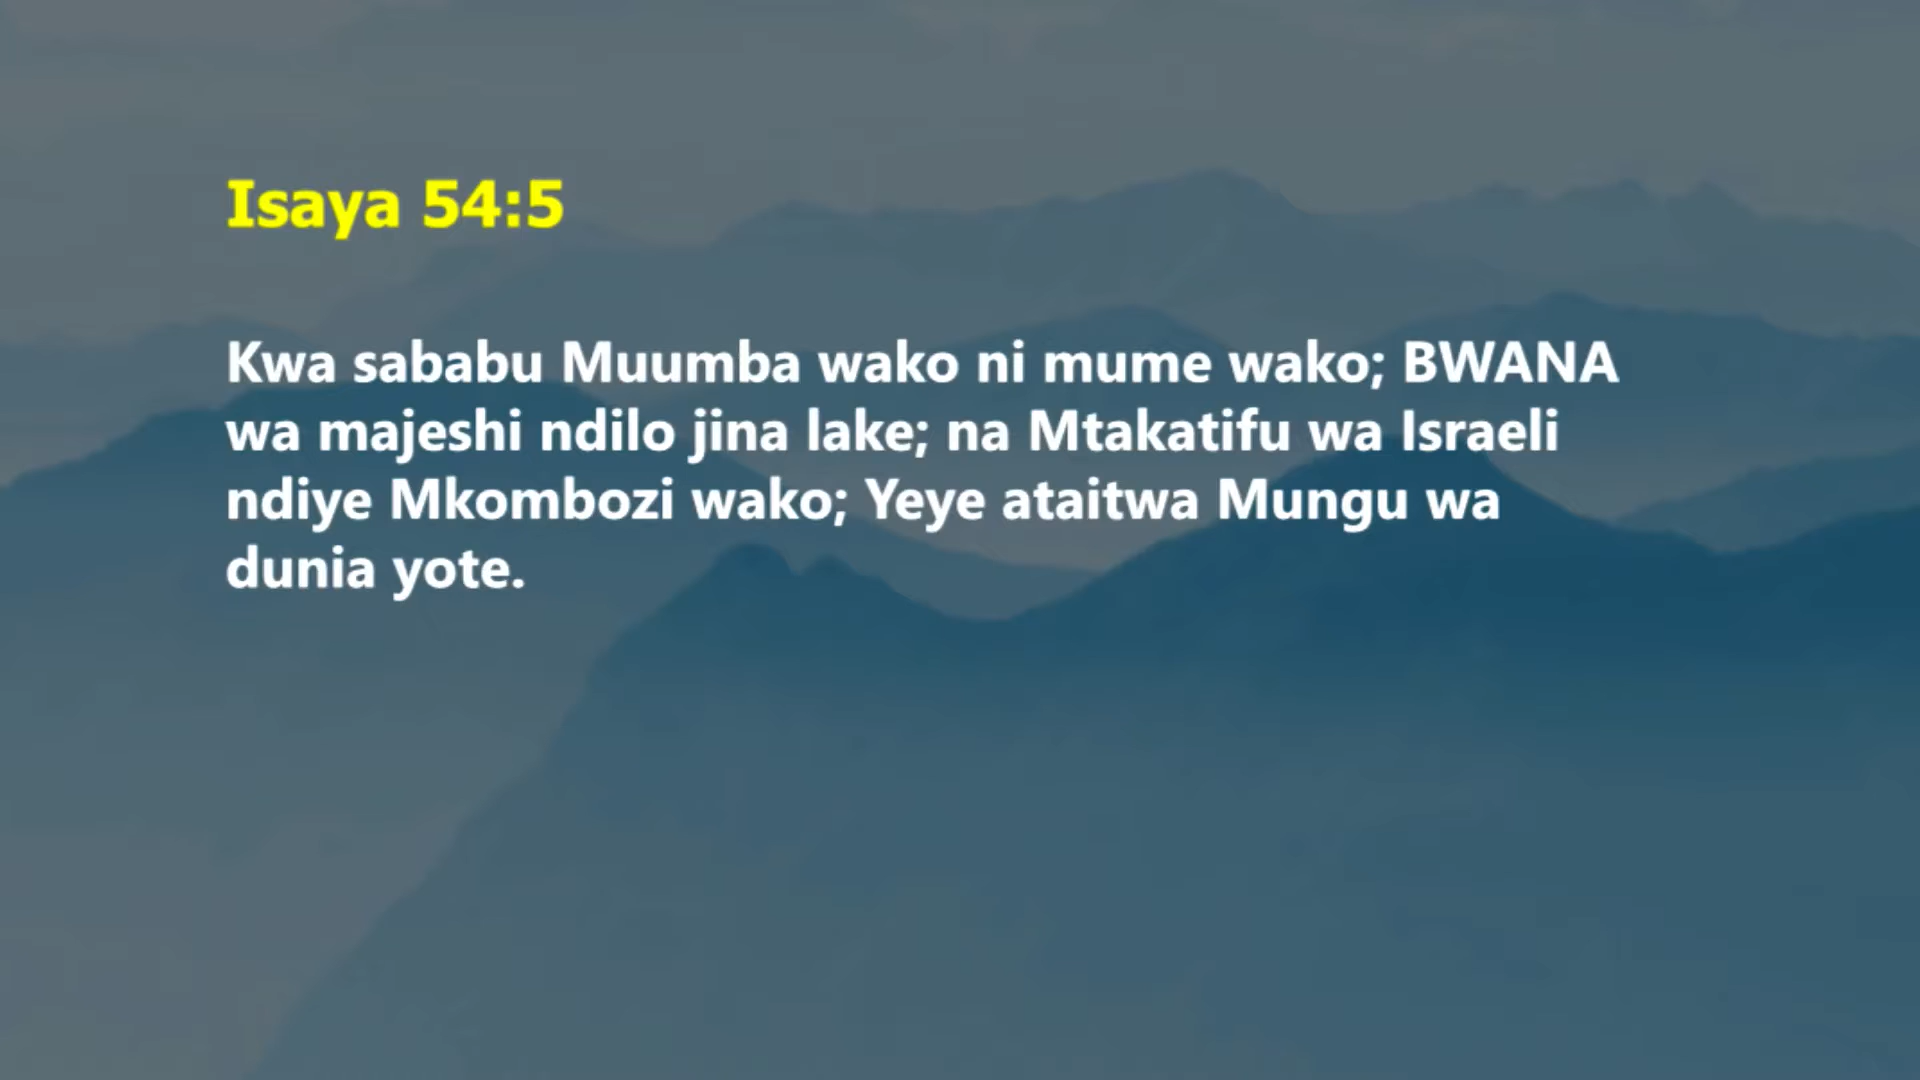 Isaya 54:5
Kwa sababu Muumba wako ni mume wako; BWANA
wa majeshi ndilo jina lake; na Mtakatifu wa Israeli
ndiye Mkombozi wako; Yeye ataitwa Mungu wa
dunia yote.